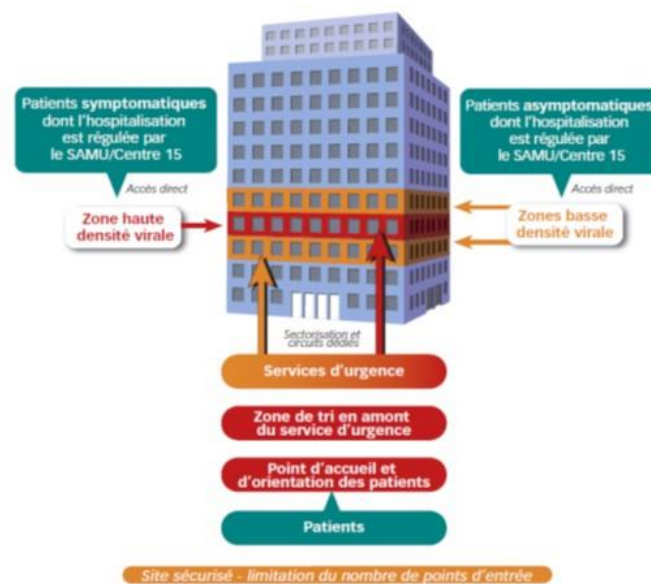 Patients symptomatiques
dont l'hospitalisation
est régulée par
le SAMU/Centre 15
Accès direct
Zone haute
densité virale
Patients asymptomatiques
dont l'hospitalisation
est régulée par
le SAMU/Centre 15
Accès direct
Zones basse
densité virale
Sectorisation et
circuits dédiés
Services d'urgence
Zone de tri en amont
du service d'urgence
Point d'accueil et
d'orientation des patients
Patients
Site sécurisé - limitation du nombre de points d'entrée